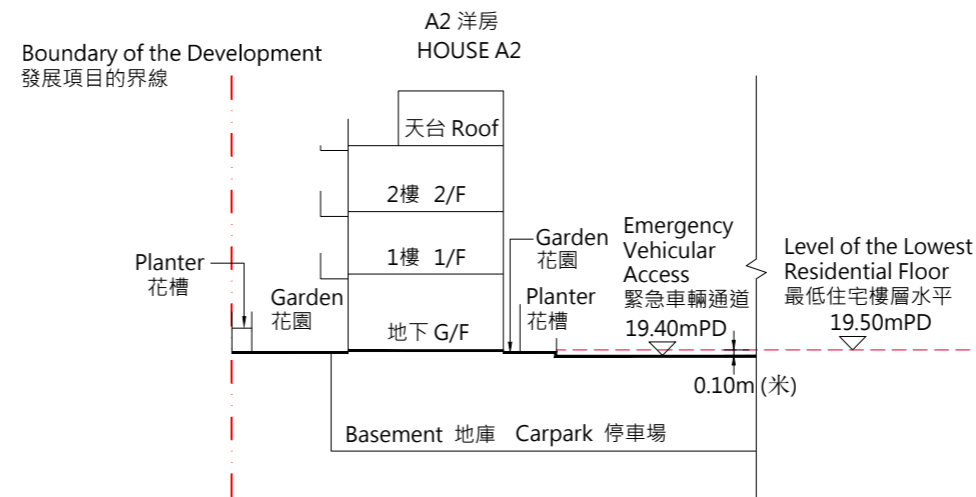 A2 洋房
HOUSE A2
Boundary of the Development
發展項目的界線
天台 Roof
2樓 2/F
1樓 1/F
地下 G/F
Planter
花槽
Garden
花園
Garden
花園
Planter
花槽
Emergency
Vehicular
Access
緊急車輛通道
19.40mPD
Level of the Lowest
Residential Floor
最低住宅樓層水平
19.50mPD
0.10m (米)
Basement 地庫 Carpark 停車場